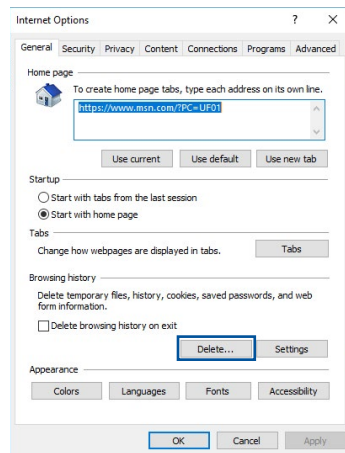 Internet Options ? ×
General Security Privacy Content Connections Programs Advanced
Home page
To create home page tabs, type each address on its own line.
https://www.msn.com/?PC=UF01
Use current Use default Use new tab
Startup
Start with tabs from the last session
Start with home page
Tabs
Change how webpages are displayed in tabs. Tabs
Browsing history
Delete temporary files, history, cookies, saved passwords, and web
form information.
Delete browsing history on exit
Delete... Settings
Appearance
Colors Languages Fonts Accessibility
OK Cancel Apply